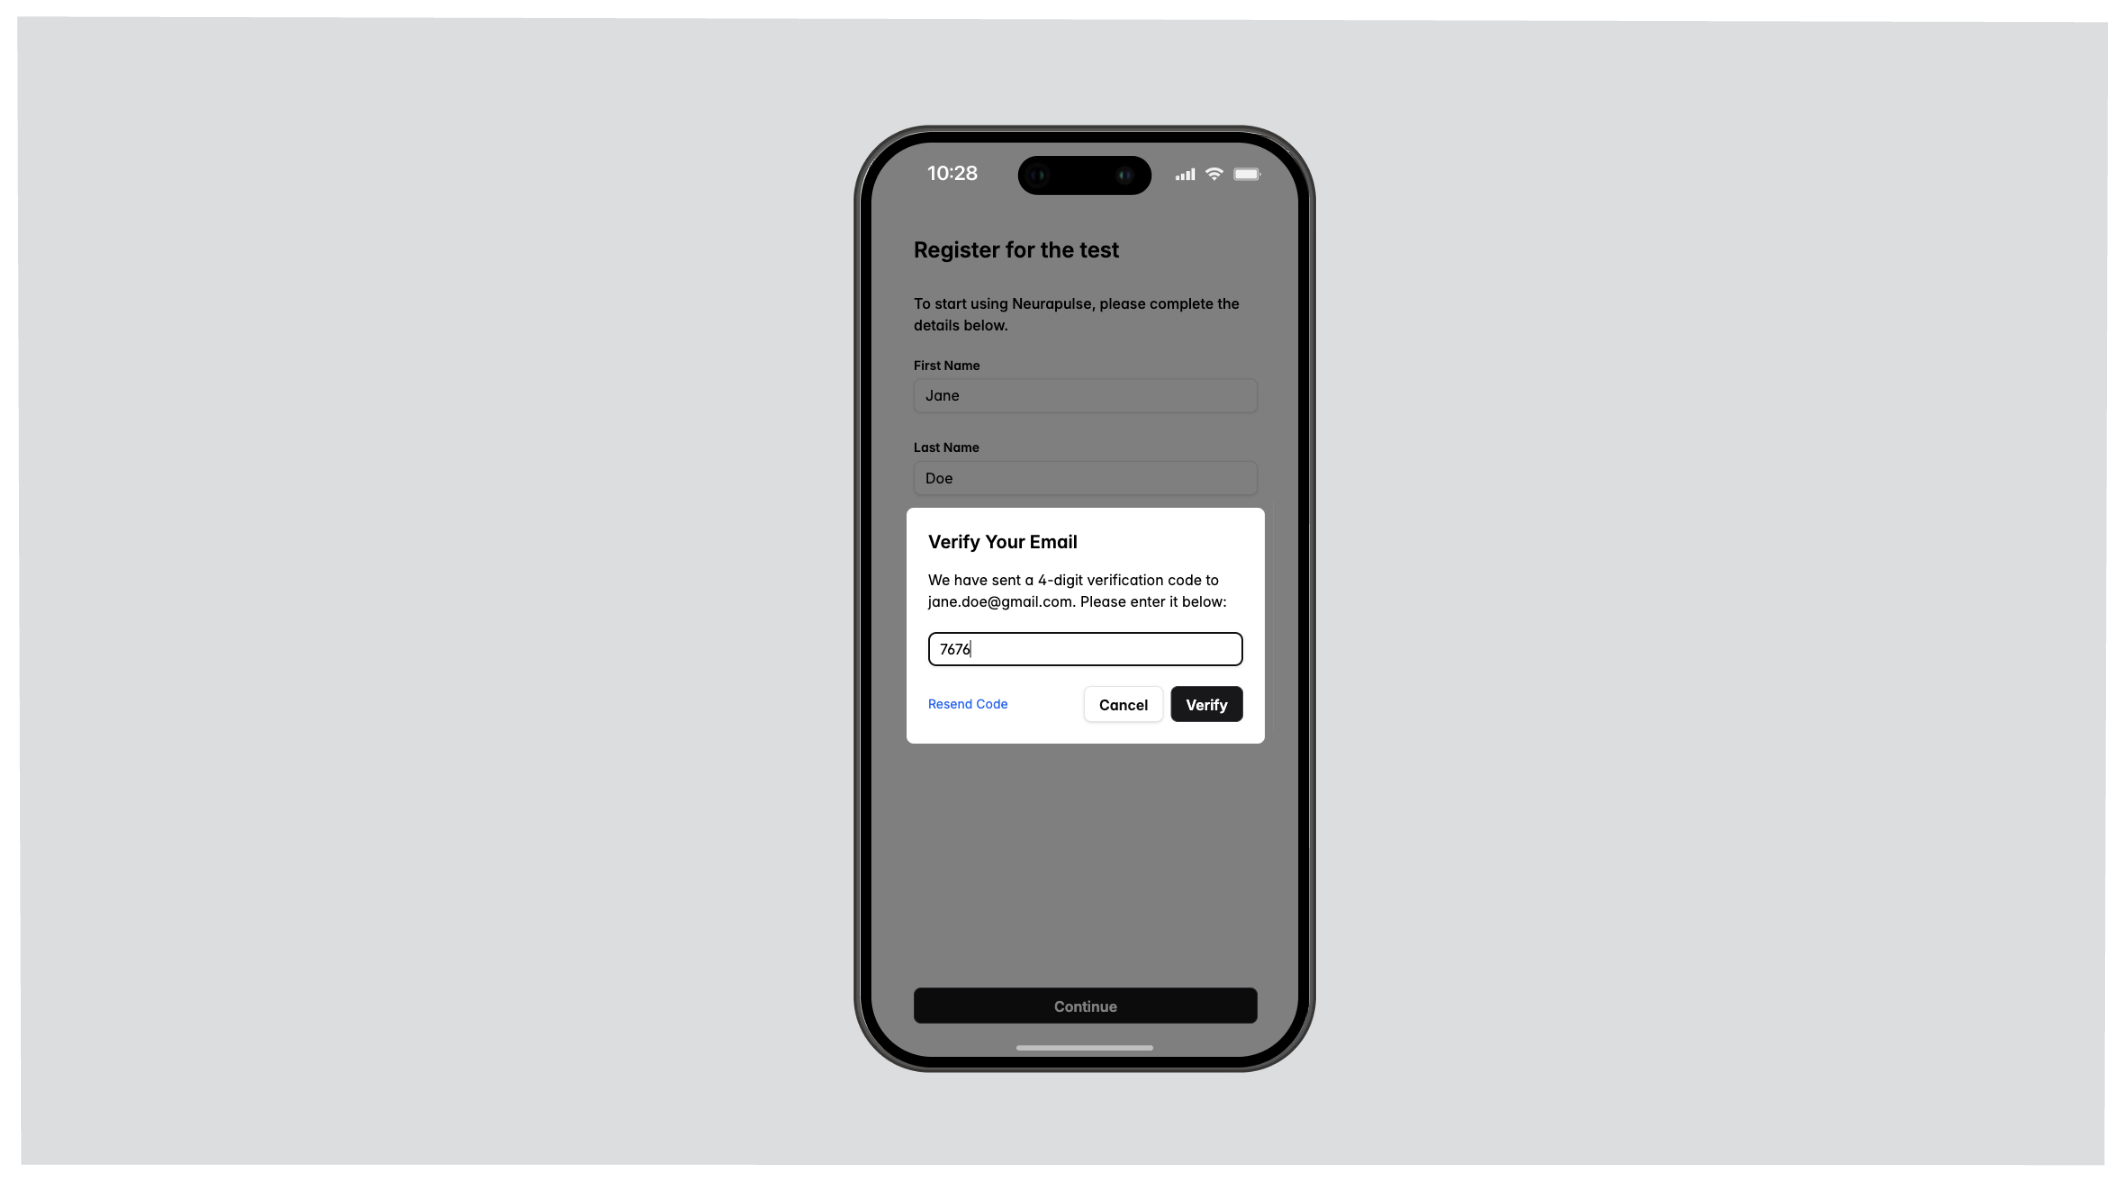 10:28
Register for the test
To start using Neurapulse, please complete the
details below.
First Name
Jane
Last Name
Doe
Verify Your Email
We have sent a 4-digit verification code to
jane.doe@gmail.com. Please enter it below:
7676
Resend Code
Cancel
Verify
Continue